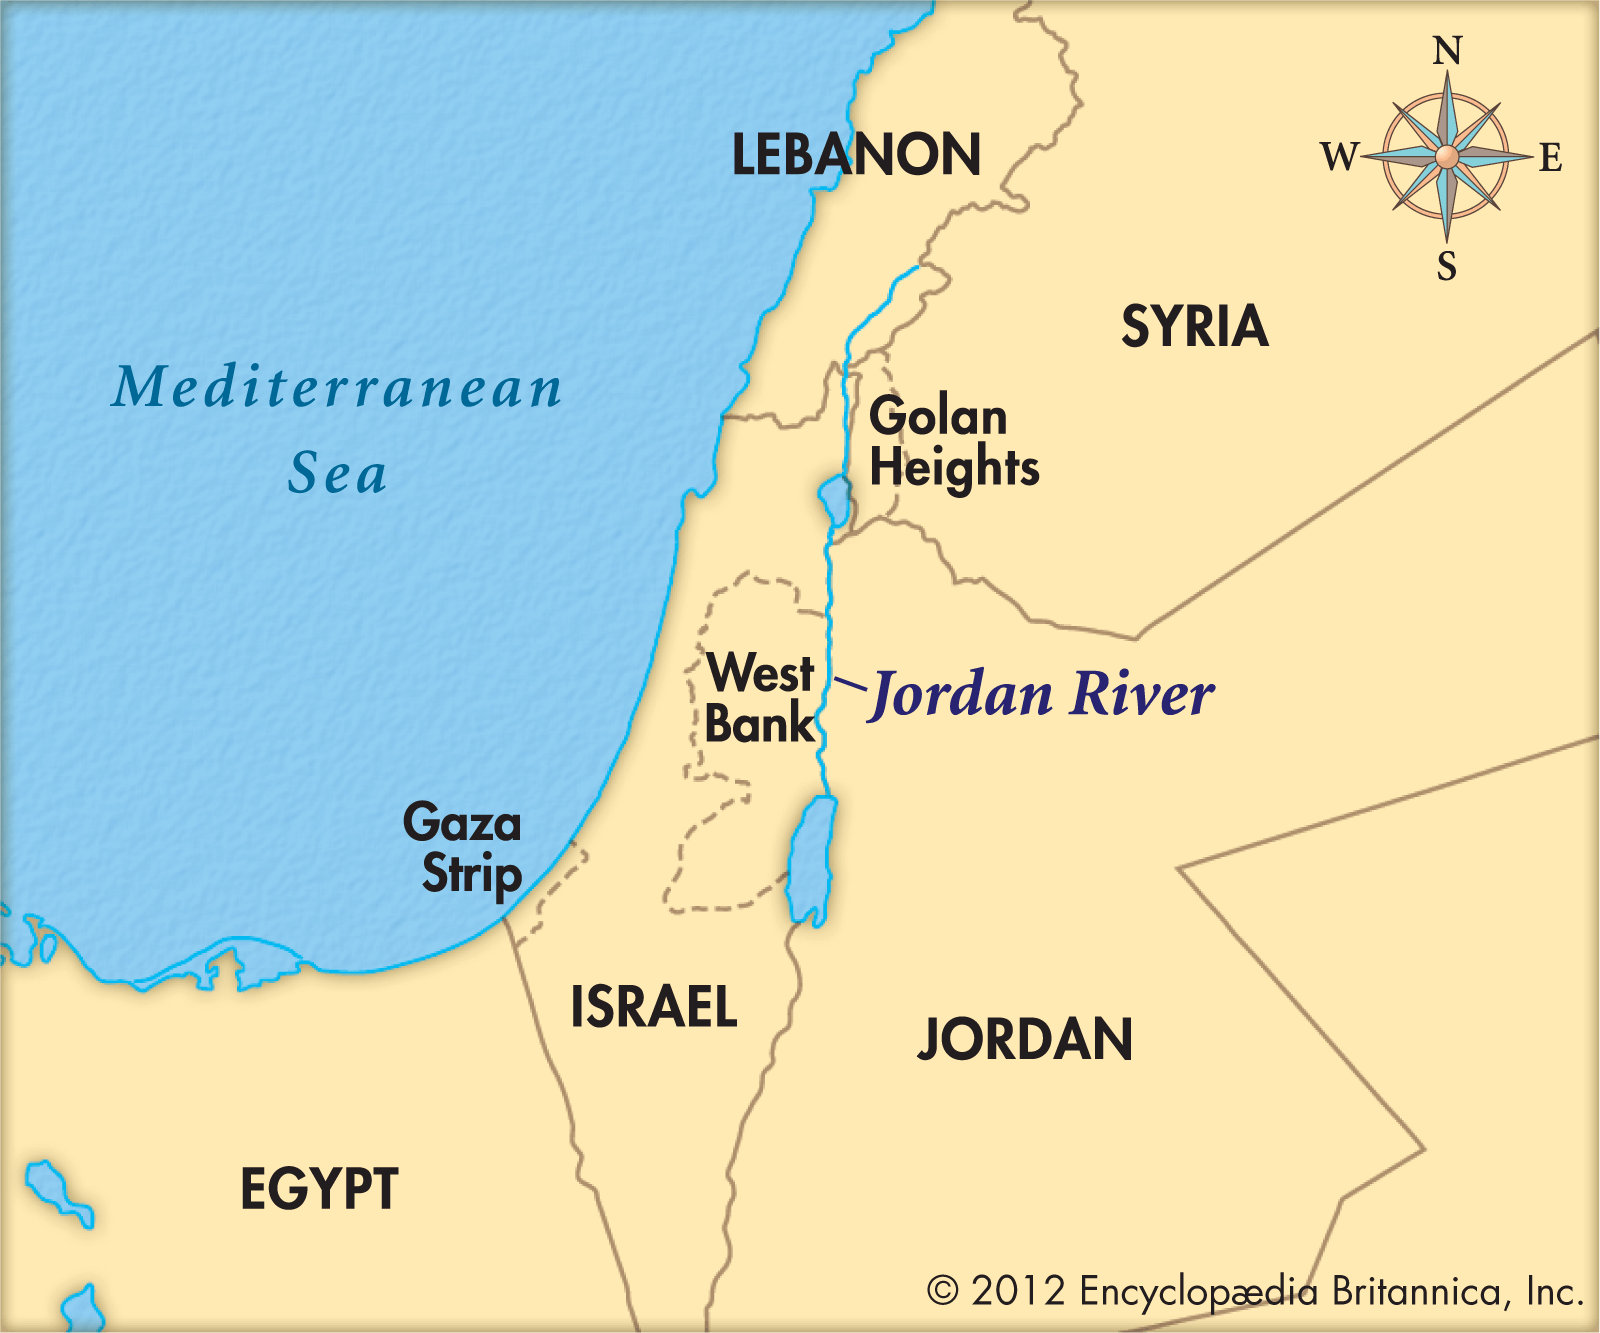 N
LEBANON
W
E
S
SYRIA
Mediterranean
Sea
Golan
Heights
West
Bank
Jordan River
Gaza
Strip
ISRAEL
JORDAN
EGYPT
© 2012 Encyclopædia Britannica, Inc.